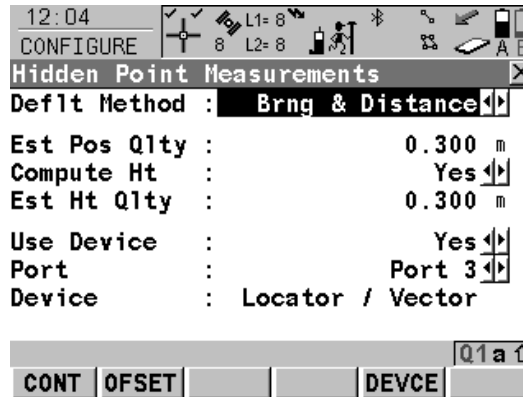 12:04
CONFIGURE
8 L1= 8
L2= 8
A
Hidden Point Measurements X
Deflt Method : Brng & Distance
Est Pos Qlty : 0.300 m
Compute Ht : Yes
Est Ht Qlty : 0.300 m
Use Device : Yes
Port : Port 3
Device : Locator / Vector
Q1 a
CONT OFSET DEVCE